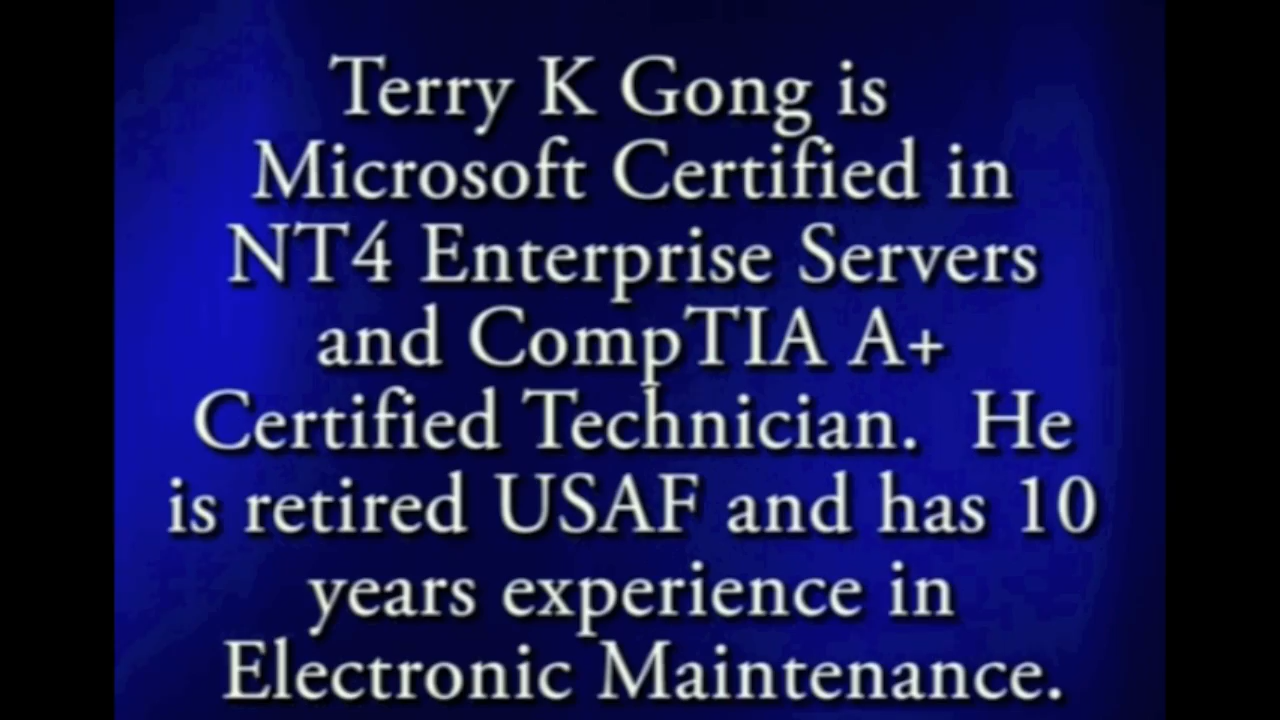 Terry K Gong is
Microsoft Certified in
NT4 Enterprise Servers
and CompTIA A+
Certified Technician.  He
is retired USAF and has 10
years experience in
Electronic Maintenance.